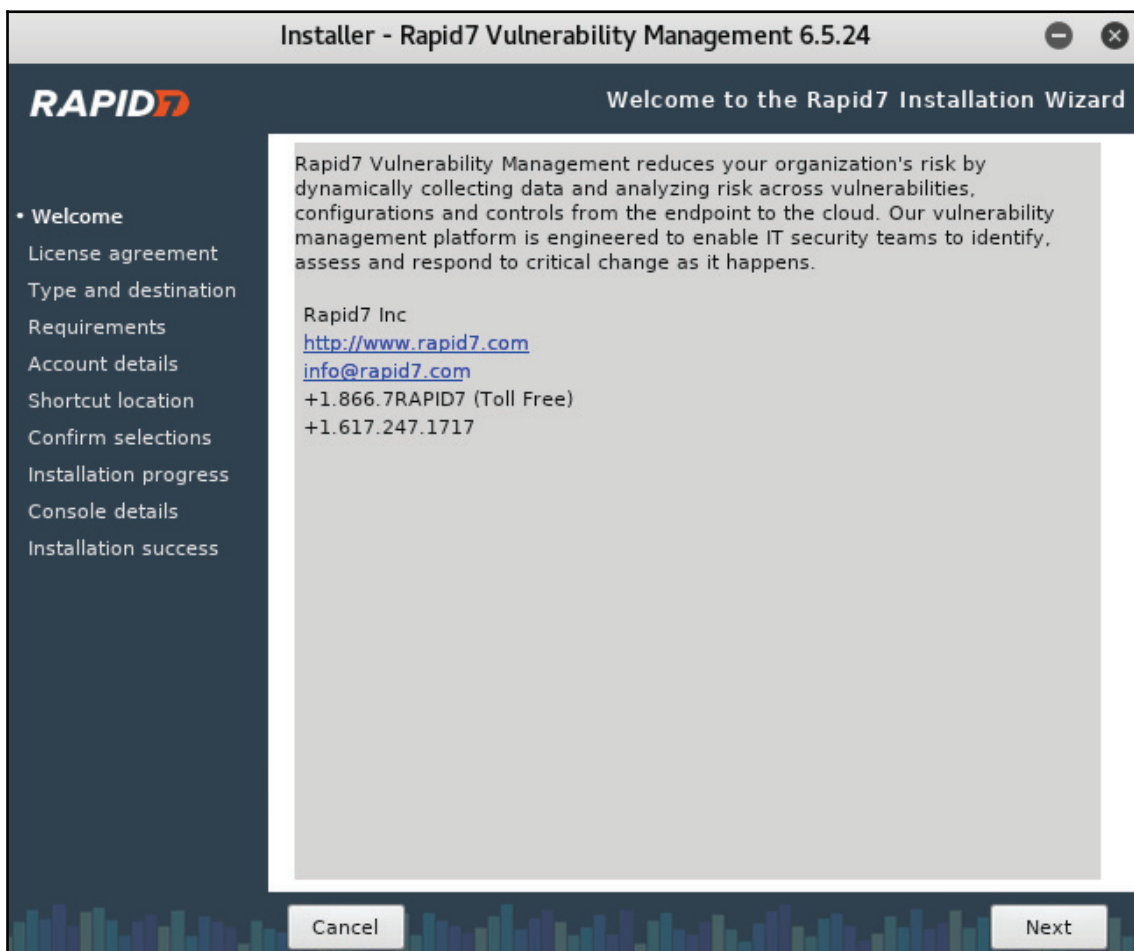 Installer - Rapid7 Vulnerability Management 6.5.24
RAPID7
Welcome to the Rapid7 Installation Wizard
• Welcome
License agreement
Type and destination
Requirements
Account details
Shortcut location
Confirm selections
Installation progress
Console details
Installation success
Rapid7 Vulnerability Management reduces your organization's risk by
dynamically collecting data and analyzing risk across vulnerabilities,
configurations and controls from the endpoint to the cloud. Our vulnerability
management platform is engineered to enable IT security teams to identify,
assess and respond to critical change as it happens.
Rapid7 Inc
http://www.rapid7.com
info@rapid7.com
+1.866.7RAPID7 (Toll Free)
+1.617.247.1717
Cancel
Next